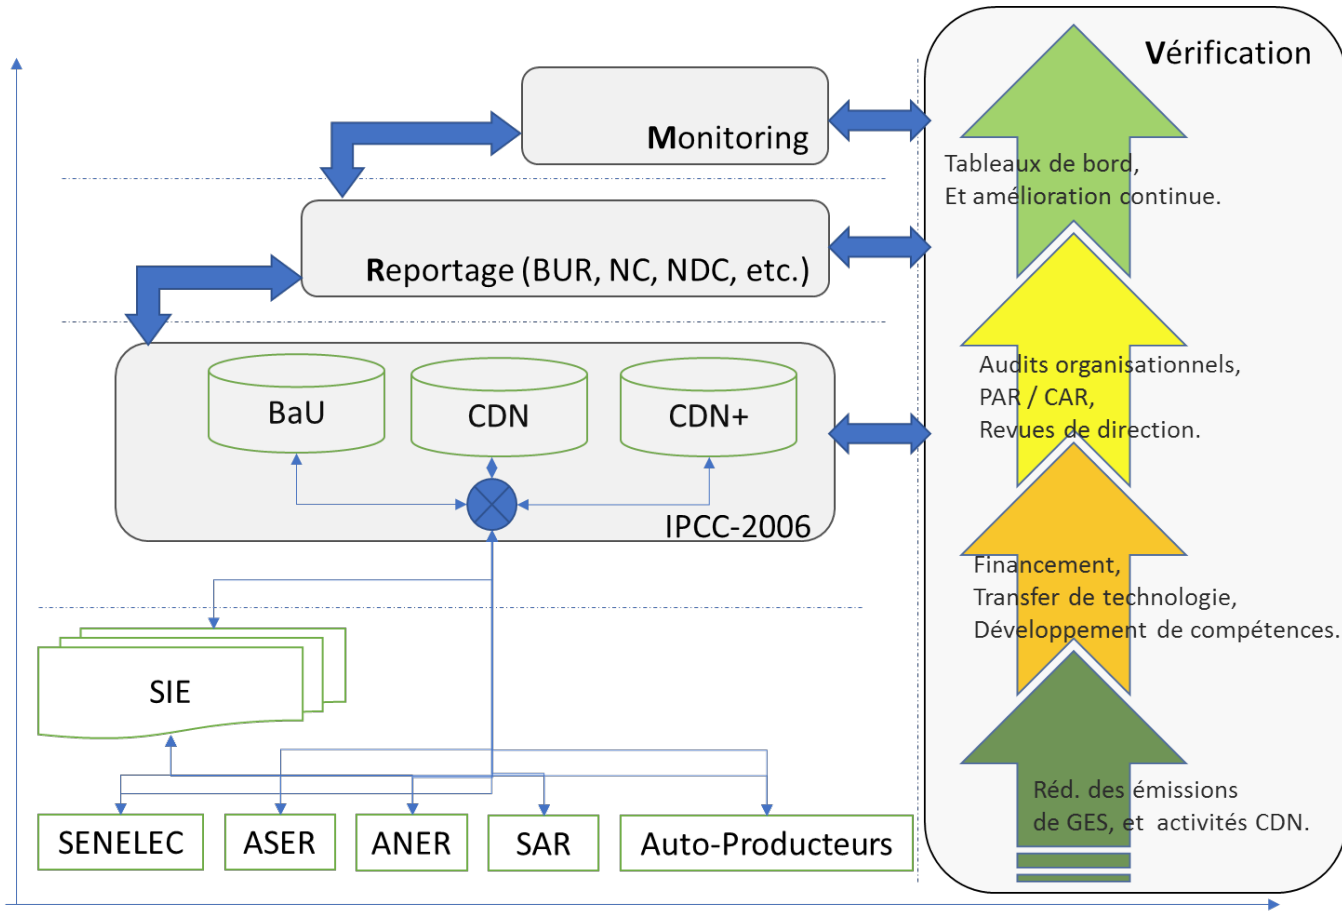 Vérification
Monitoring
Tableaux de bord,
Et amélioration continue.
Reportage (BUR, NC, NDC, etc.)
Audits organisationnels,
PAR / CAR,
Revues de direction.
BaU
CDN
CDN+
IPCC-2006
Financement,
Transfer de technologie,
Développement de compétences.
SIE
Réd. des émissions
de GES, et activités CDN.
SENELEC
ASER
ANER
SAR
Auto-Producteurs